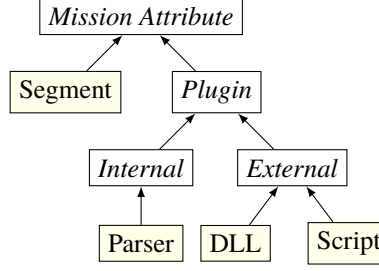 Mission Attribute
Segment
Plugin
Internal
External
Parser
DLL
Script